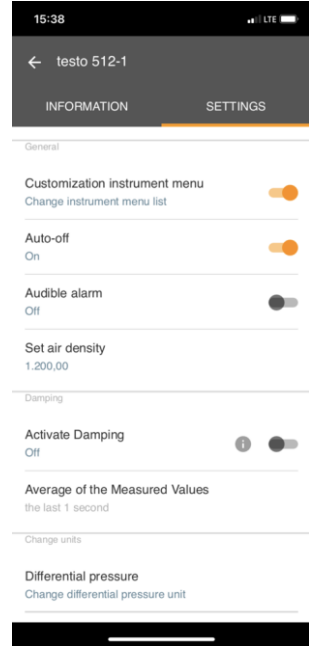 15:38 LTE
← testo 512-1
INFORMATION SETTINGS
General
Customization instrument menu
Change instrument menu list
Auto-off
On
Audible alarm
Off
Set air density
1.200,00
Damping
Activate Damping
Off
Average of the Measured Values
the last 1 second
Change units
Differential pressure
Change differential pressure unit